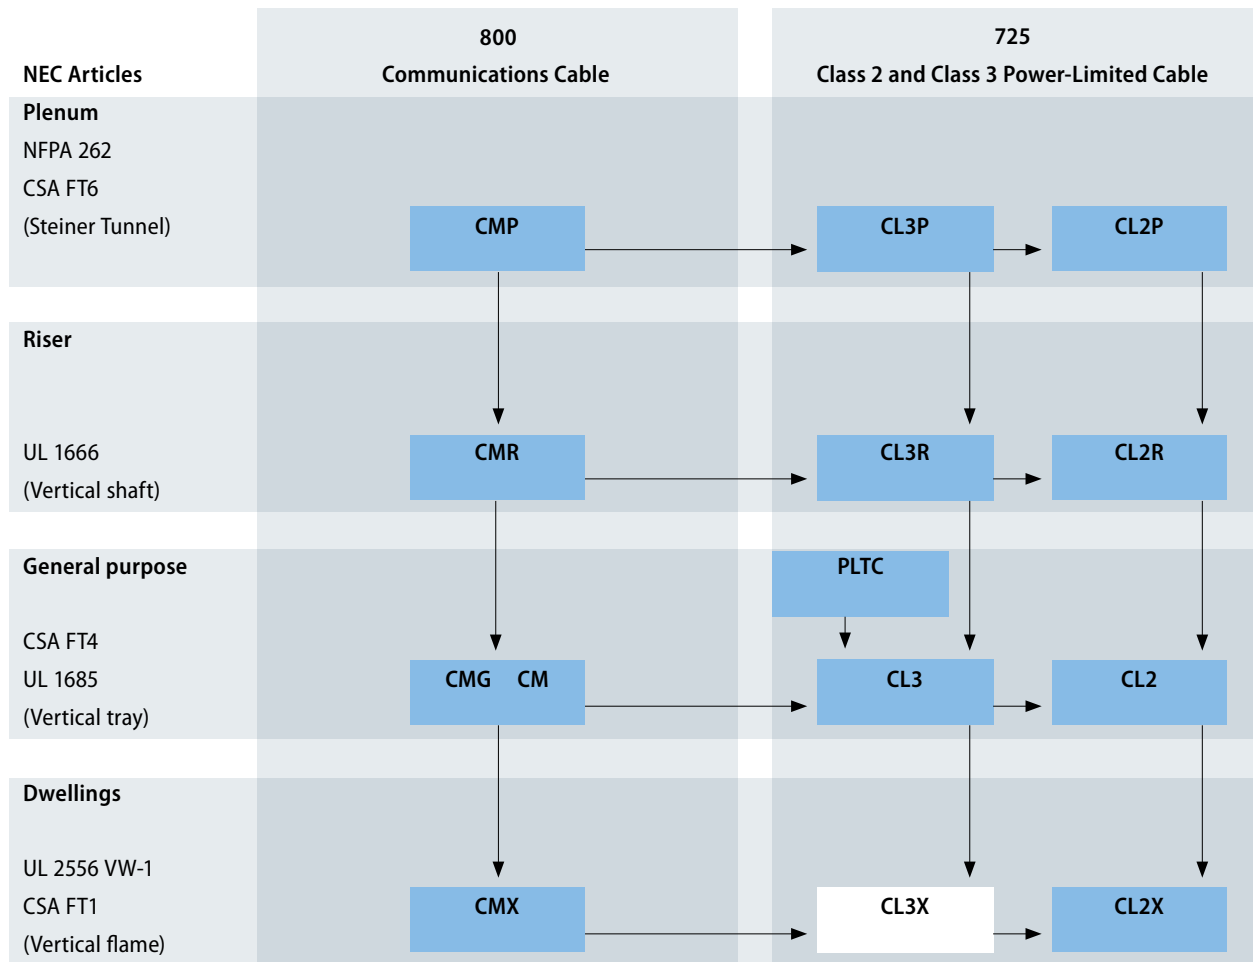 800
725
NEC Articles
Communications Cable
Class 2 and Class 3 Power-Limited Cable
Plenum
NFPA 262
CSA FT6
(Steiner Tunnel)
CMP
CL3P
CL2P
Riser
UL 1666
(Vertical shaft)
CMR
CL3R
CL2R
General purpose
PLTC
CSA FT4
UL 1685
(Vertical tray)
CMG CM
CL3
CL2
Dwellings
UL 2556 VW-1
CSA FT1
(Vertical flame)
CMX
CL3X
CL2X